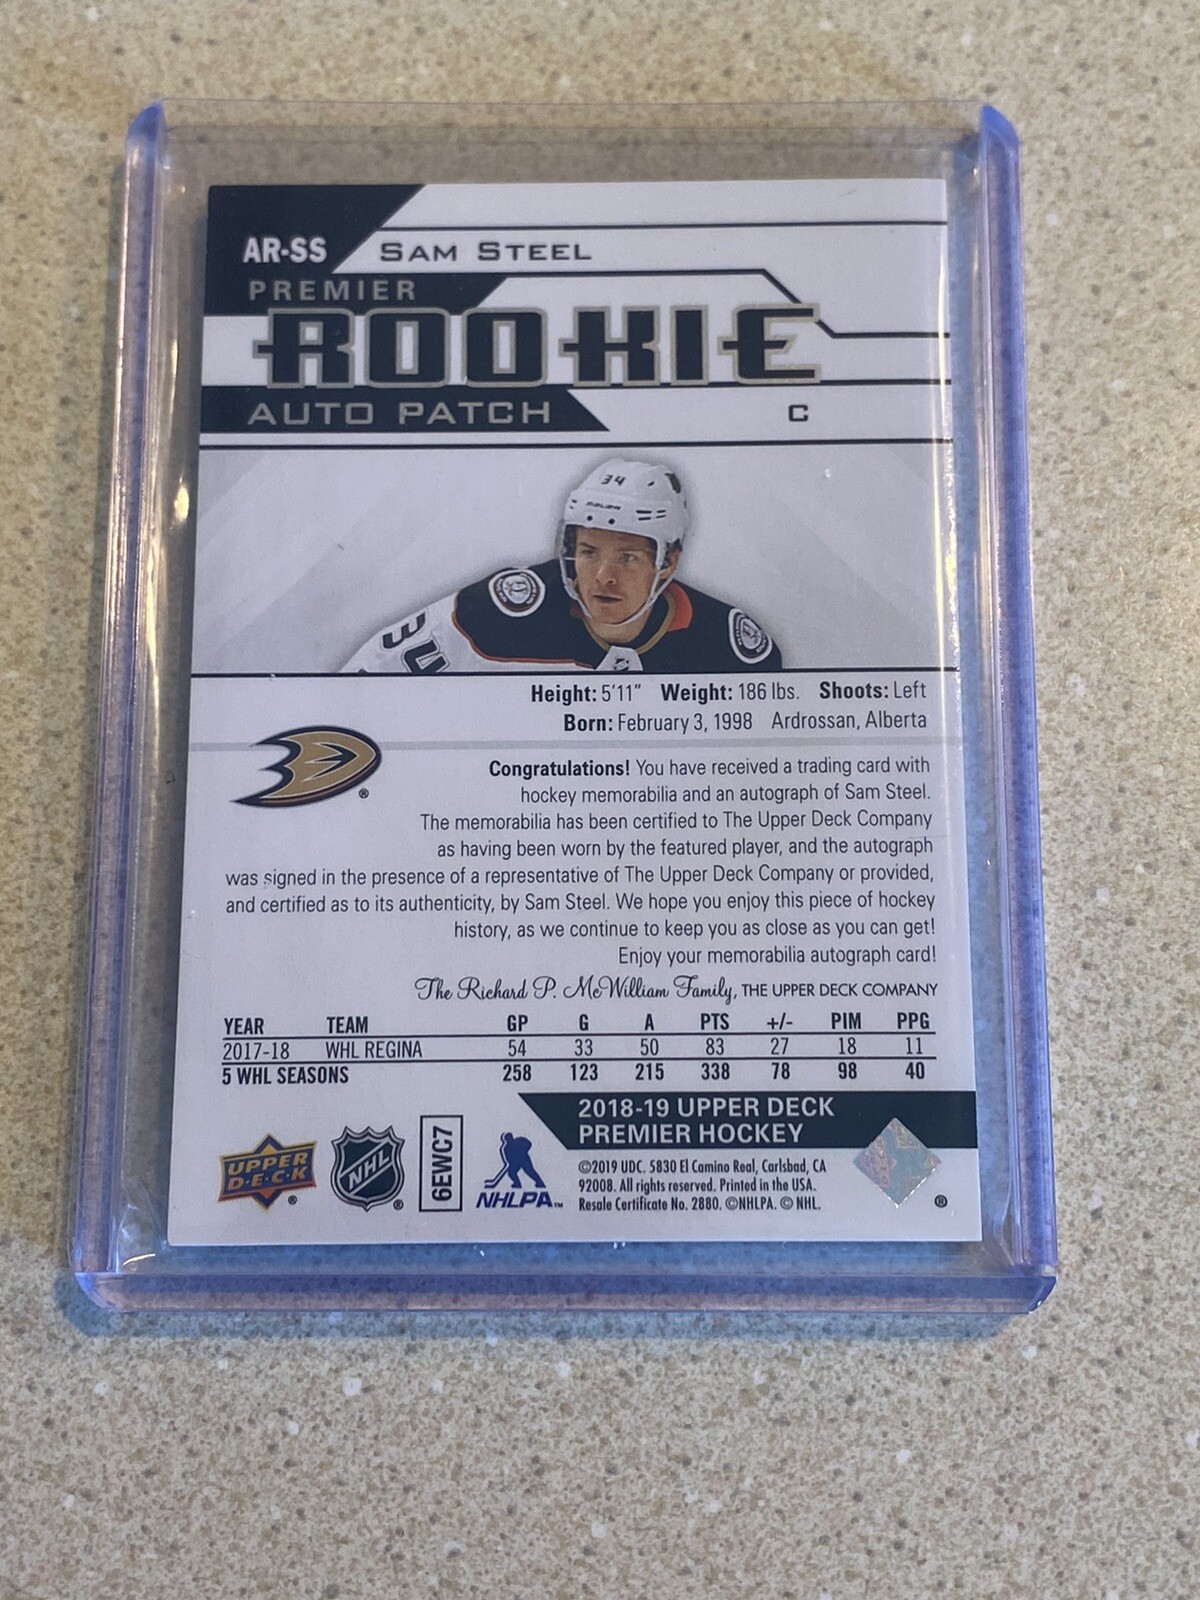 AR-SS SAM STEEL
PREMIER
ROOKIE
AUTO PATCH C
34
BAUER
34
Height: 5'11" Weight: 186 lbs. Shoots: Left
Born: February 3, 1998 Ardrossan, Alberta
®
Congratulations! You have received a trading card with
hockey memorabilia and an autograph of Sam Steel.
The memorabilia has been certified to The Upper Deck Company
as having been worn by the featured player, and the autograph
was signed in the presence of a representative of The Upper Deck Company or provided,
and certified as to its authenticity, by Sam Steel. We hope you enjoy this piece of hockey
history, as we continue to keep you as close as you can get!
Enjoy your memorabilia autograph card!
The Richard P. McWilliam Family, THE UPPER DECK COMPANY
YEAR TEAM GP G A PTS +/- PIM PPG
2017-18 WHL REGINA 54 33 50 83 27 18 11
5 WHL SEASONS 258 123 215 338 78 98 40
2018-19 UPPER DECK
PREMIER HOCKEY
UPPER
D·E·C·K ®
NHL ®
6EWC7
NHLPA™
©2019 UDC. 5830 El Camino Real, Carlsbad, CA
92008. All rights reserved. Printed in the USA.
Resale Certificate No. 2880. ©NHLPA. © NHL.
®